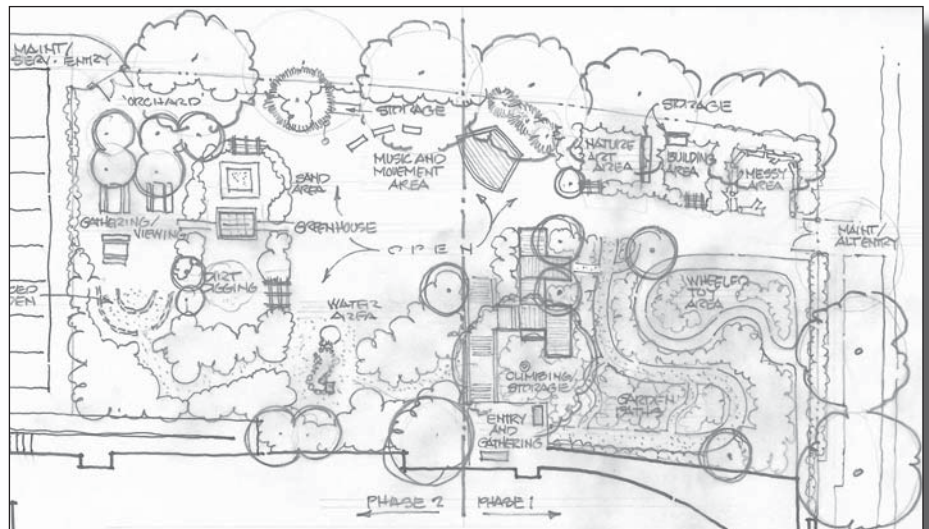 MAINT/
SERV. ENTRY
ORCHARD
STORAGE
STORAGE
MUSIC AND
MOVEMENT
AREA
NATURE
ART
AREA
BUILDING
AREA
MESSY
AREA
SAND
AREA
GATHERING/
VIEWING
GREENHOUSE
OPEN
MAINT/
ALT ENTRY
DIRT
DIGGING
WHEELED
TOY
AREA
WATER
AREA
CLIMBING/
STORAGE
GARDEN
PATHS
ENTRY
AND
GATHERING
PHASE 2
PHASE 1